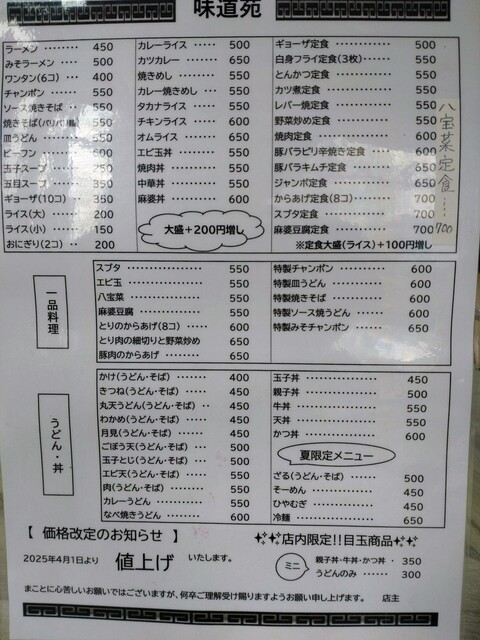 味道苑
ラーメン 450
みそラーメン 500
ワンタン(6コ) 400
チャンポン 550
ソース焼きそば 550
焼きそば(パリパリ麺) 550
皿うどん 550
ビーフン 600
玉子スープ 250
五目スープ 350
ギョーザ(10コ) 350
ライス(大) 200
ライス(小) 150
おにぎり(2コ) 200
カレーライス 500
カツカレー 650
焼きめし 550
カレー焼きめし 550
タカナライス 550
チキンライス 600
オムライス 650
エビ玉丼 550
焼肉丼 550
中華丼 550
麻婆丼 600
大盛+200円増し
ギョーザ定食 500
白身フライ定食(3枚) 550
とんかつ定食 550
カツ煮定食 550
レバー焼定食 550
野菜炒め定食 550
焼肉定食 600
豚バラピリ辛焼き定食
豚バラキムチ定食 650
ジャンボ定食 650
からあげ定食(8コ) 700
スブタ定食 700
麻婆豆腐定食 700
※定食大盛(ライス)+100円増し
八宝菜定食 700
一品料理
スブタ 550
エビ玉 550
八宝菜 550
麻婆豆腐 550
とりのからあげ(8コ) 600
とり肉の細切りと野菜炒め 650
豚肉のからあげ 650
特製チャンポン 600
特製皿うどん 600
特製焼きそば 600
特製ソース焼うどん 600
特製みそチャンポン 650
うどん・丼
かけ(うどん・そば) 400
きつね(うどん・そば) 450
丸天うどん(うどん・そば) 450
わかめ(うどん・そば) 450
月見(うどん・そば) 450
ごぼう天(うどん・そば) 500
玉子とじ(うどん・そば) 500
エビ天(うどん・そば) 550
肉(うどん・そば) 550
カレーうどん 550
なべ焼きうどん 600
玉子丼 450
親子丼 500
牛丼 550
天丼 550
かつ丼 600
夏限定メニュー
ざる(うどん・そば) 500
そーめん 450
ひやむぎ 450
冷麺 650
【 価格改定のお知らせ 】
2025年4月1日より 値上げ いたします。
店内限定!!目玉商品
ミニ
親子丼・牛丼・かつ丼・350
うどんのみ 300
まことに心苦しいお願いではございますが、何卒ご理解受け賜りますようお願い申し上げます。 店主